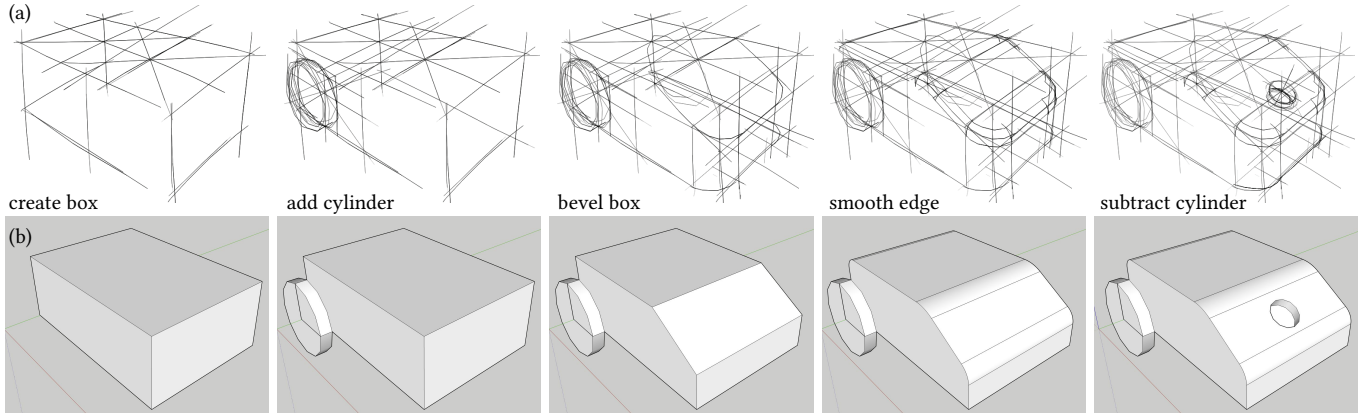 (a)
create box
add cylinder
bevel box
smooth edge
subtract cylinder
(b)